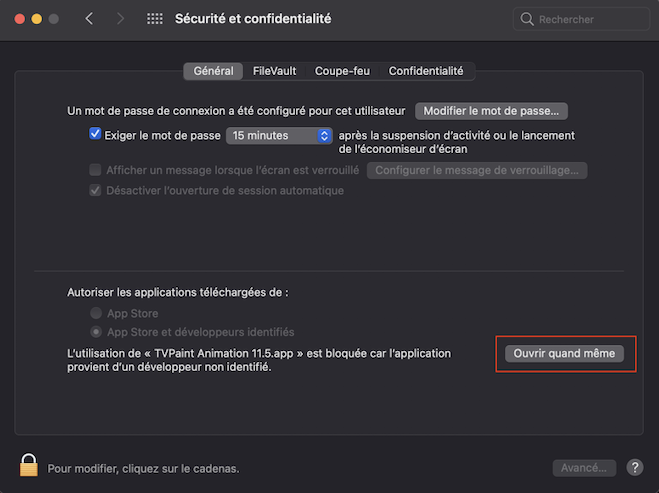 Sécurité et confidentialité
Rechercher
Général FileVault Coupe-feu Confidentialité
Un mot de passe de connexion a été configuré pour cet utilisateur Modifier le mot de passe...
Exiger le mot de passe 15 minutes après la suspension d’activité ou le lancement
de l’économiseur d’écran
Afficher un message lorsque l’écran est verrouillé Configurer le message de verrouillage...
Désactiver l’ouverture de session automatique
Autoriser les applications téléchargées de :
App Store
App Store et développeurs identifiés
L’utilisation de « TVPaint Animation 11.5.app » est bloquée car l’application
provient d’un développeur non identifié.
Ouvrir quand même
Pour modifier, cliquez sur le cadenas.
Avancé... ?